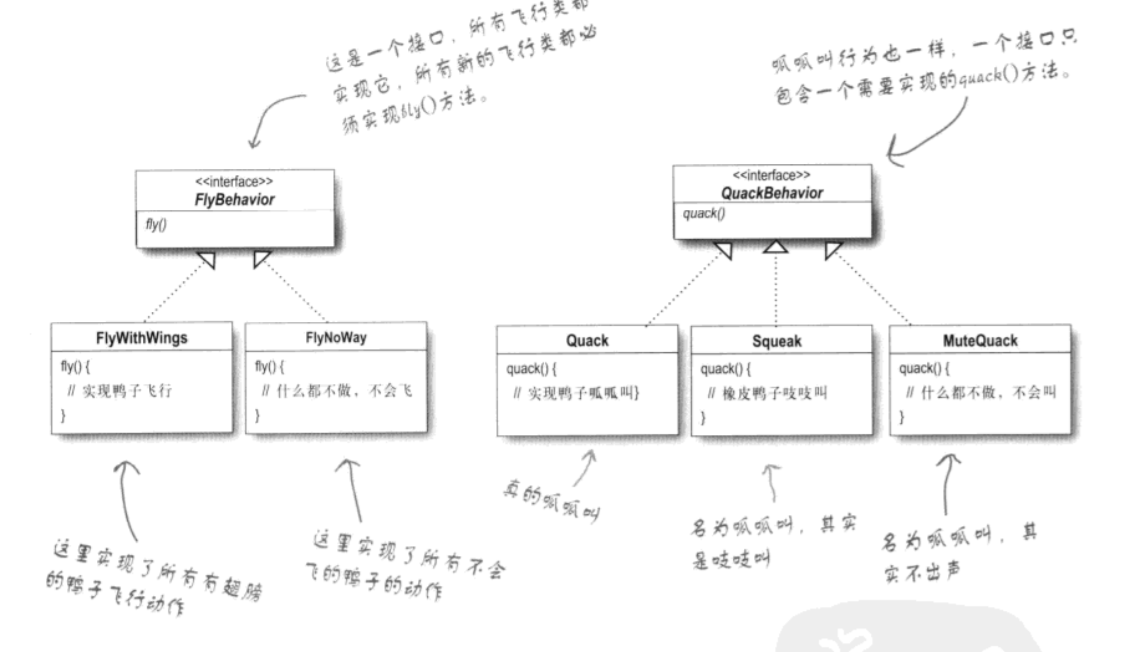 这是一个接口，所有飞行类都
实现它，所有新的飞行类都必
须实现fly()方法。
呱呱叫行为也一样，一个接口只
包含一个需要实现的quack()方法。
<<interface>>
FlyBehavior
fly()
<<interface>>
QuackBehavior
quack()
FlyWithWings
fly() {
// 实现鸭子飞行
}
FlyNoWay
fly() {
// 什么都不做，不会飞
}
Quack
quack() {
// 实现鸭子呱呱叫}
Squeak
quack() {
// 橡皮鸭子吱吱叫
}
MuteQuack
quack() {
// 什么都不做，不会叫
}
这里实现了所有有翅膀
的鸭子飞行动作
这里实现了所有不会
飞的鸭子的动作
真的呱呱叫
名为呱呱叫，其实
是吱吱叫
名为呱呱叫，其
实不出声